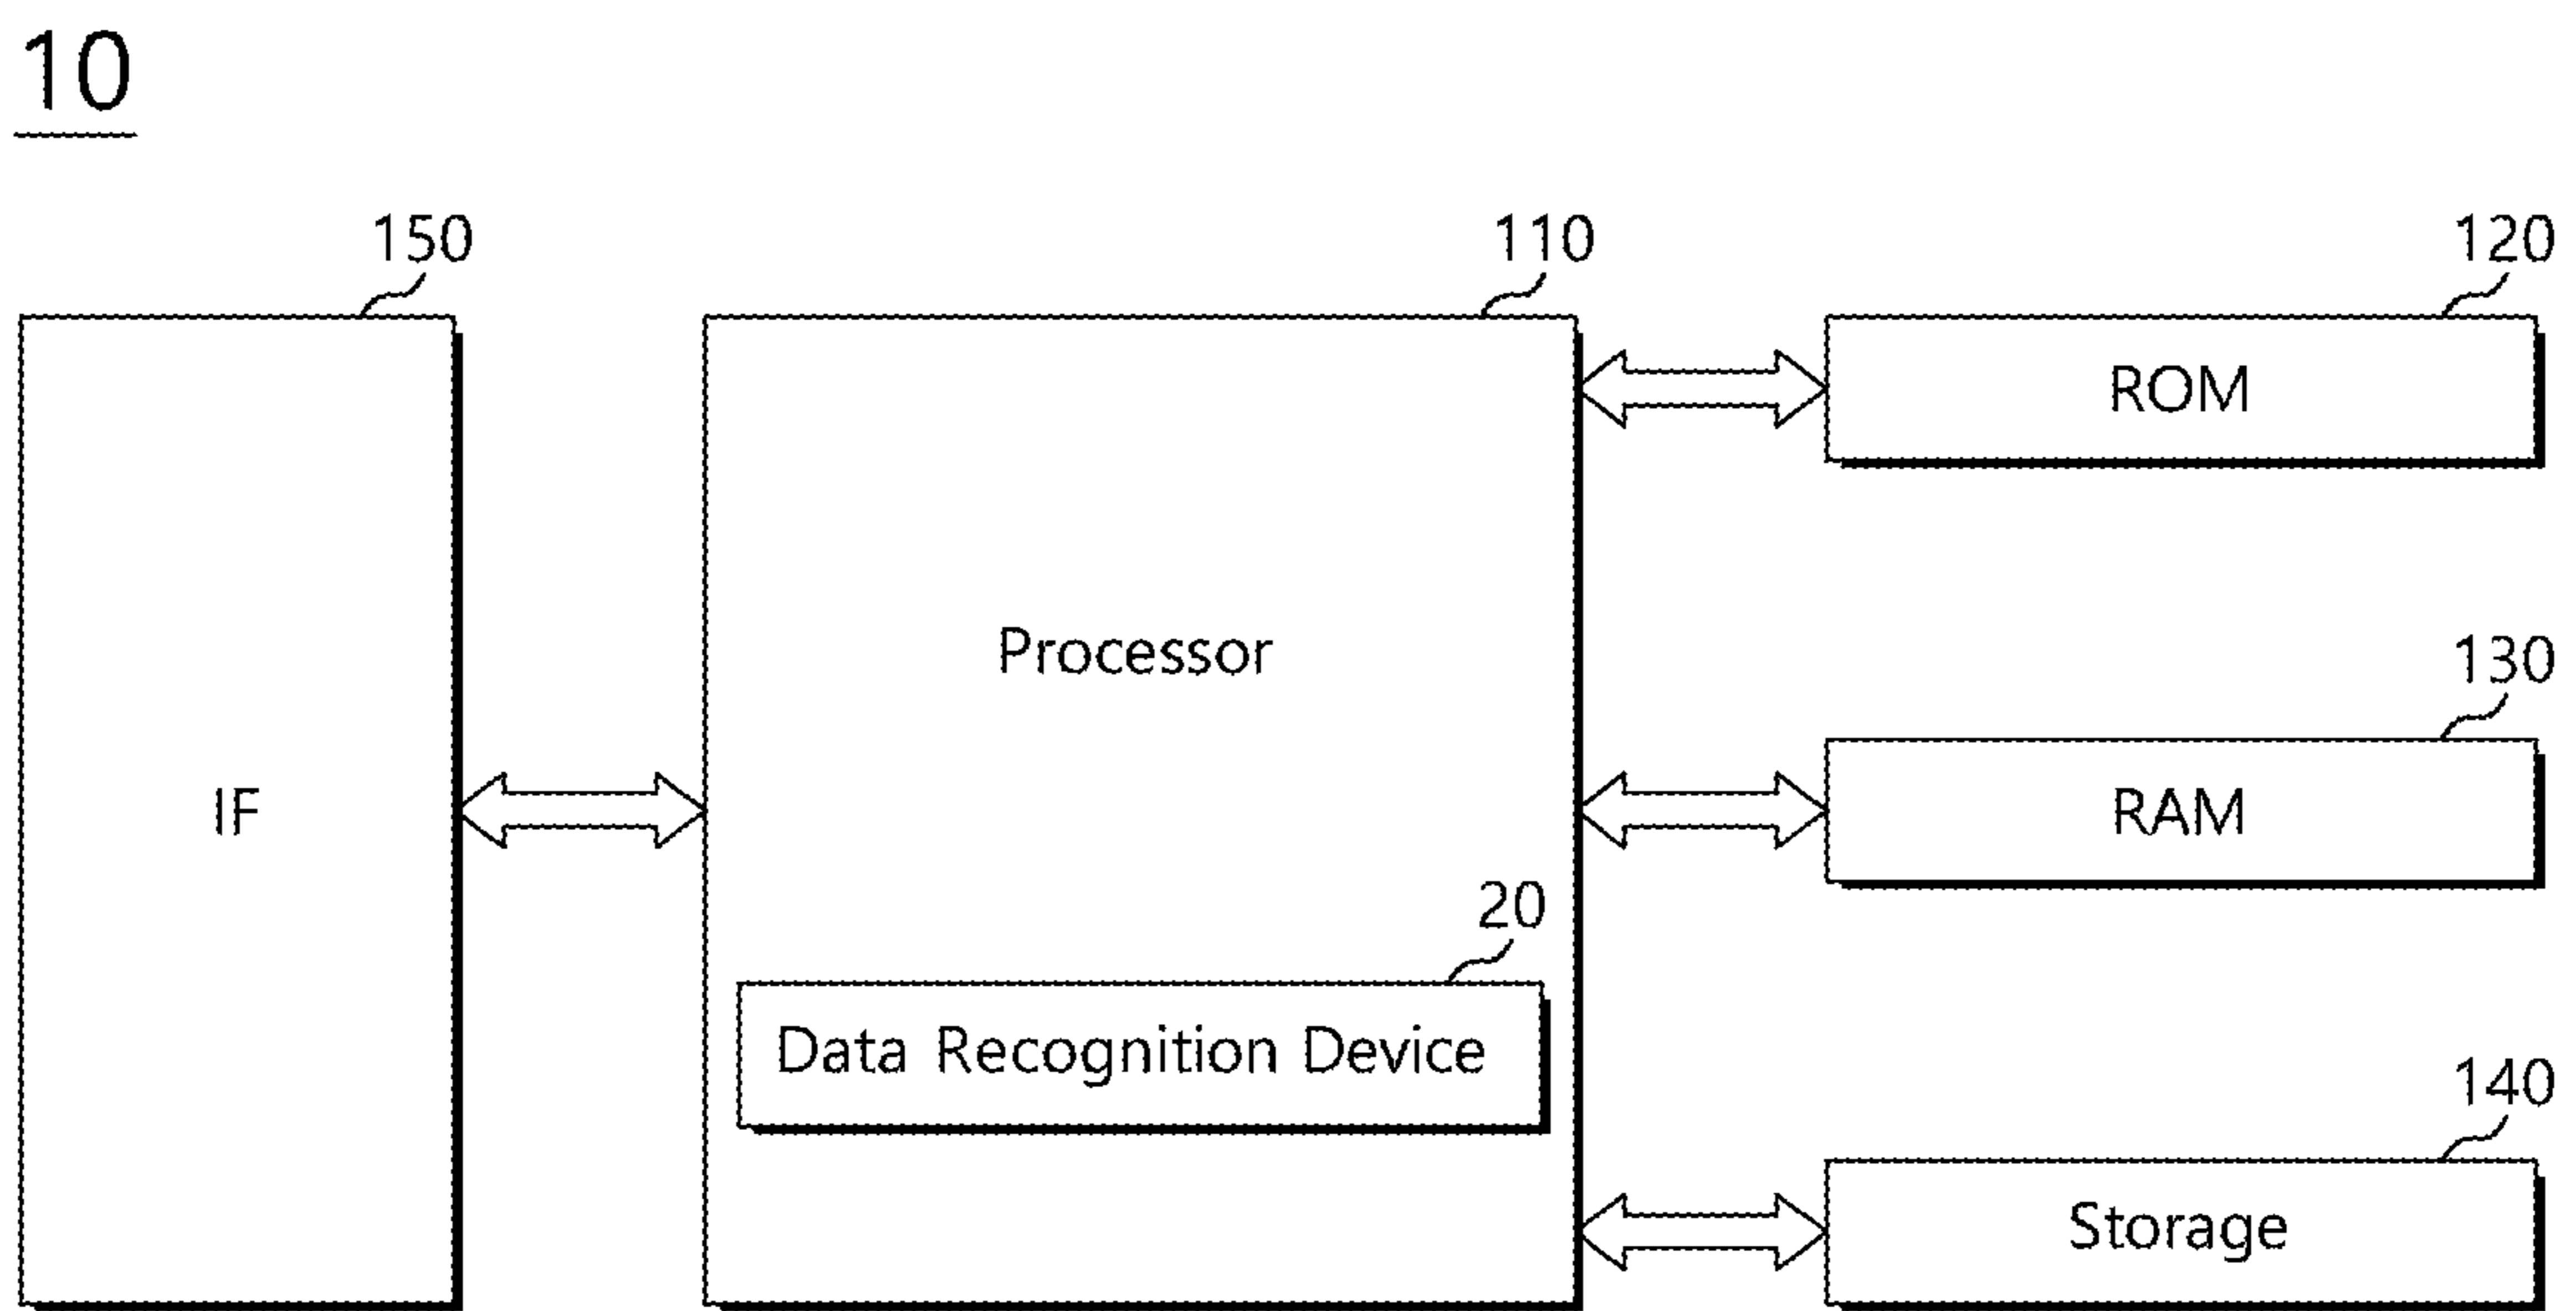 10
150
110
120
IF
Processor
ROM
130
RAM
20
Data Recognition Device
140
Storage